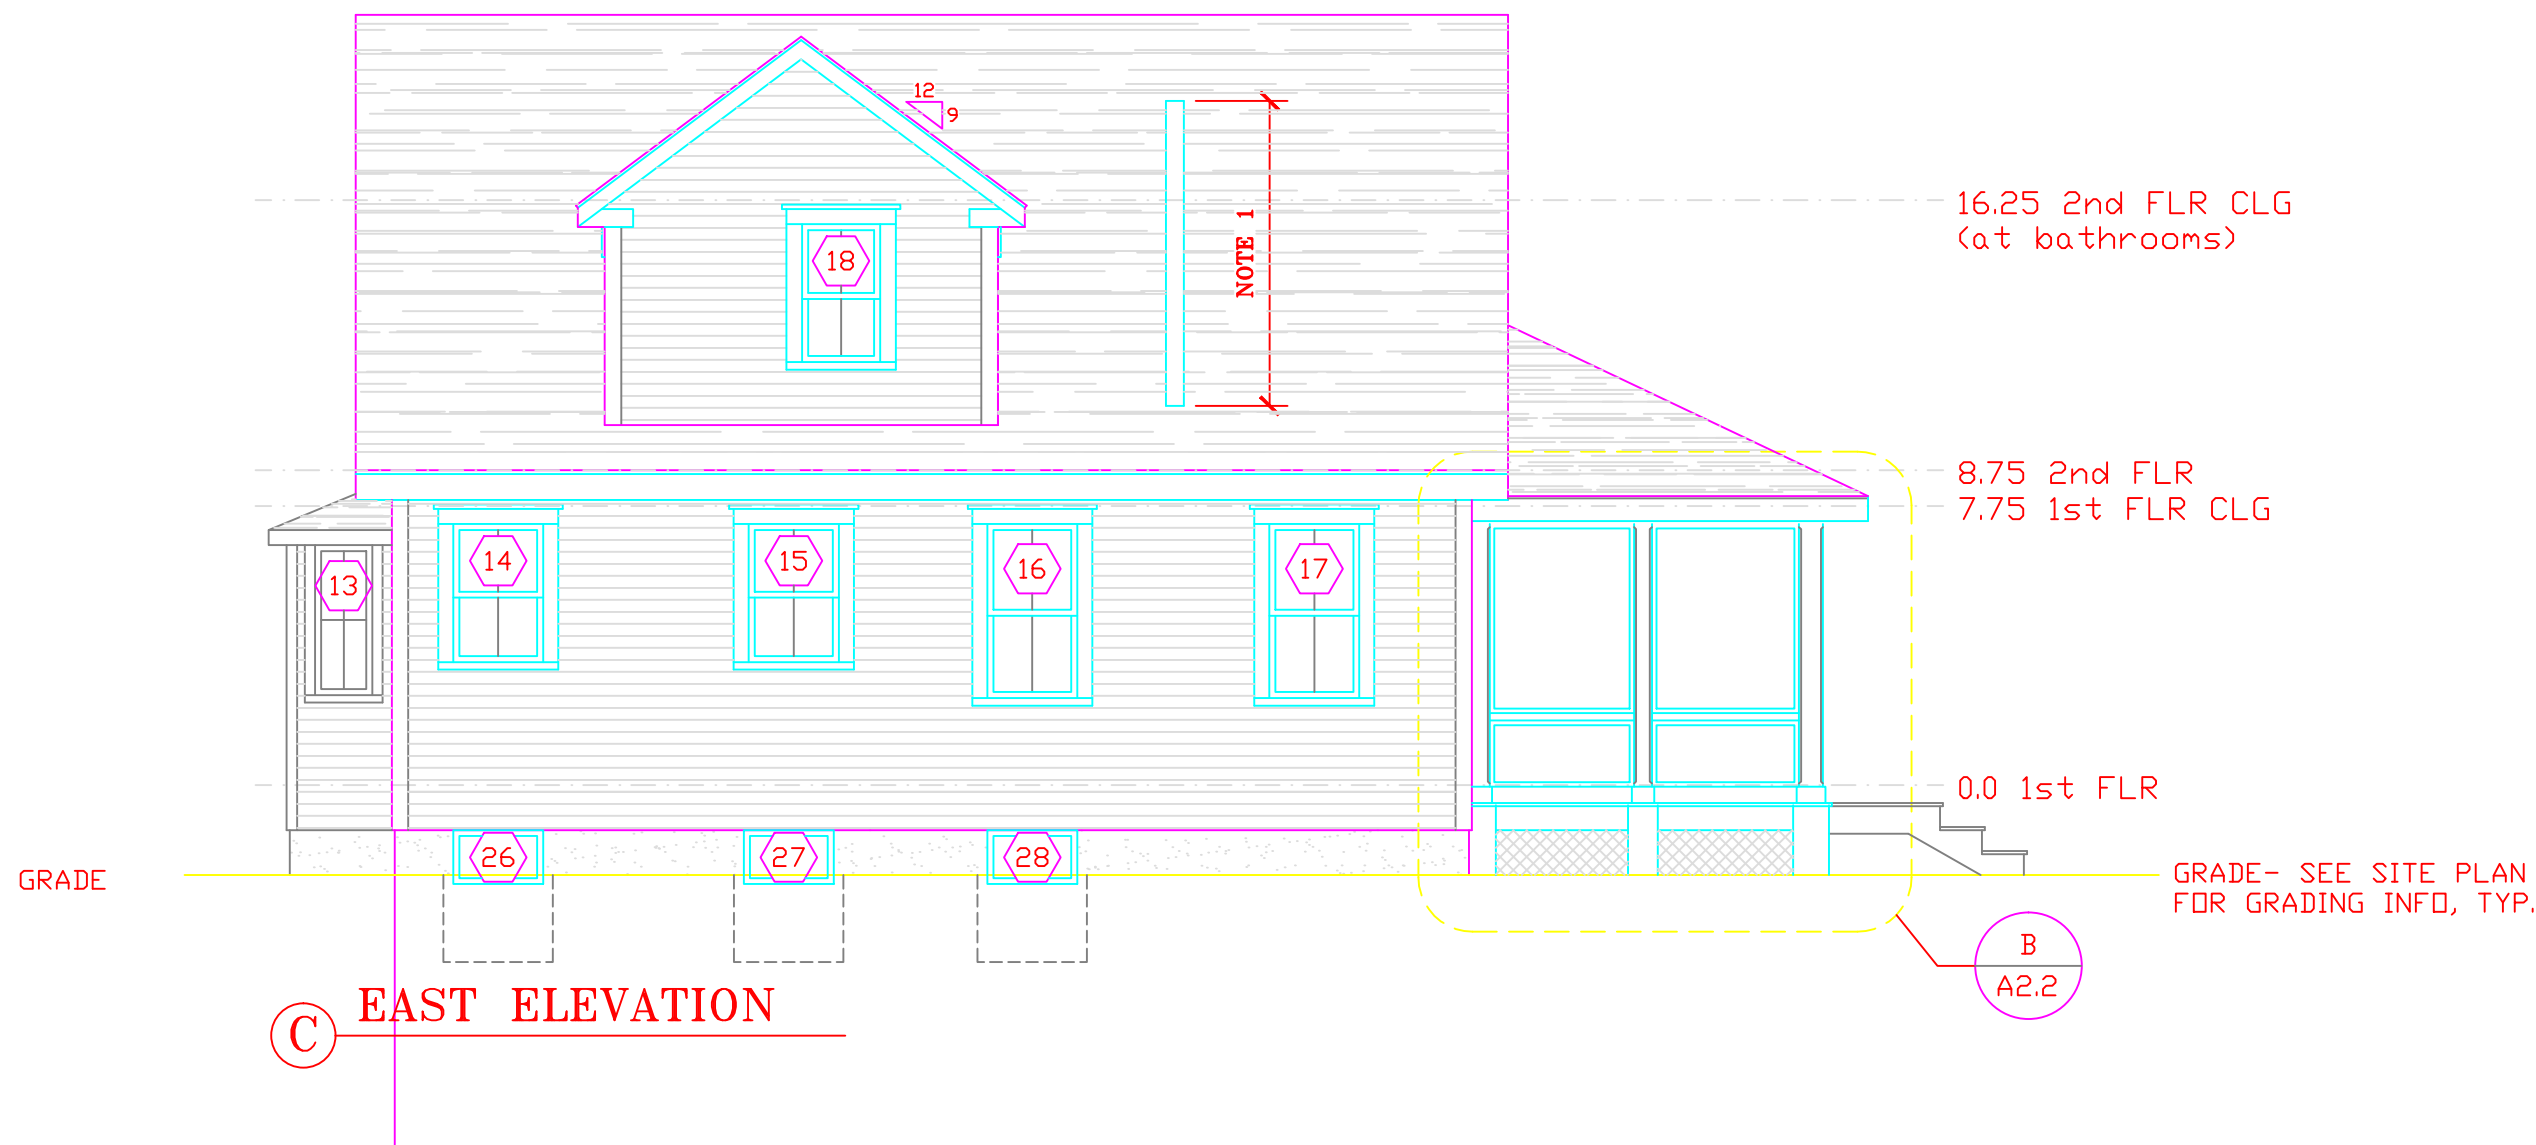 12
9
NOTE 1
16.25 2nd FLR CLG
(at bathrooms)
18
8.75 2nd FLR
7.75 1st FLR CLG
13
14
15
16
17
0.0 1st FLR
26
27
28
GRADE
GRADE- SEE SITE PLAN
FOR GRADING INFO, TYP.
B
A2.2
C
EAST ELEVATION